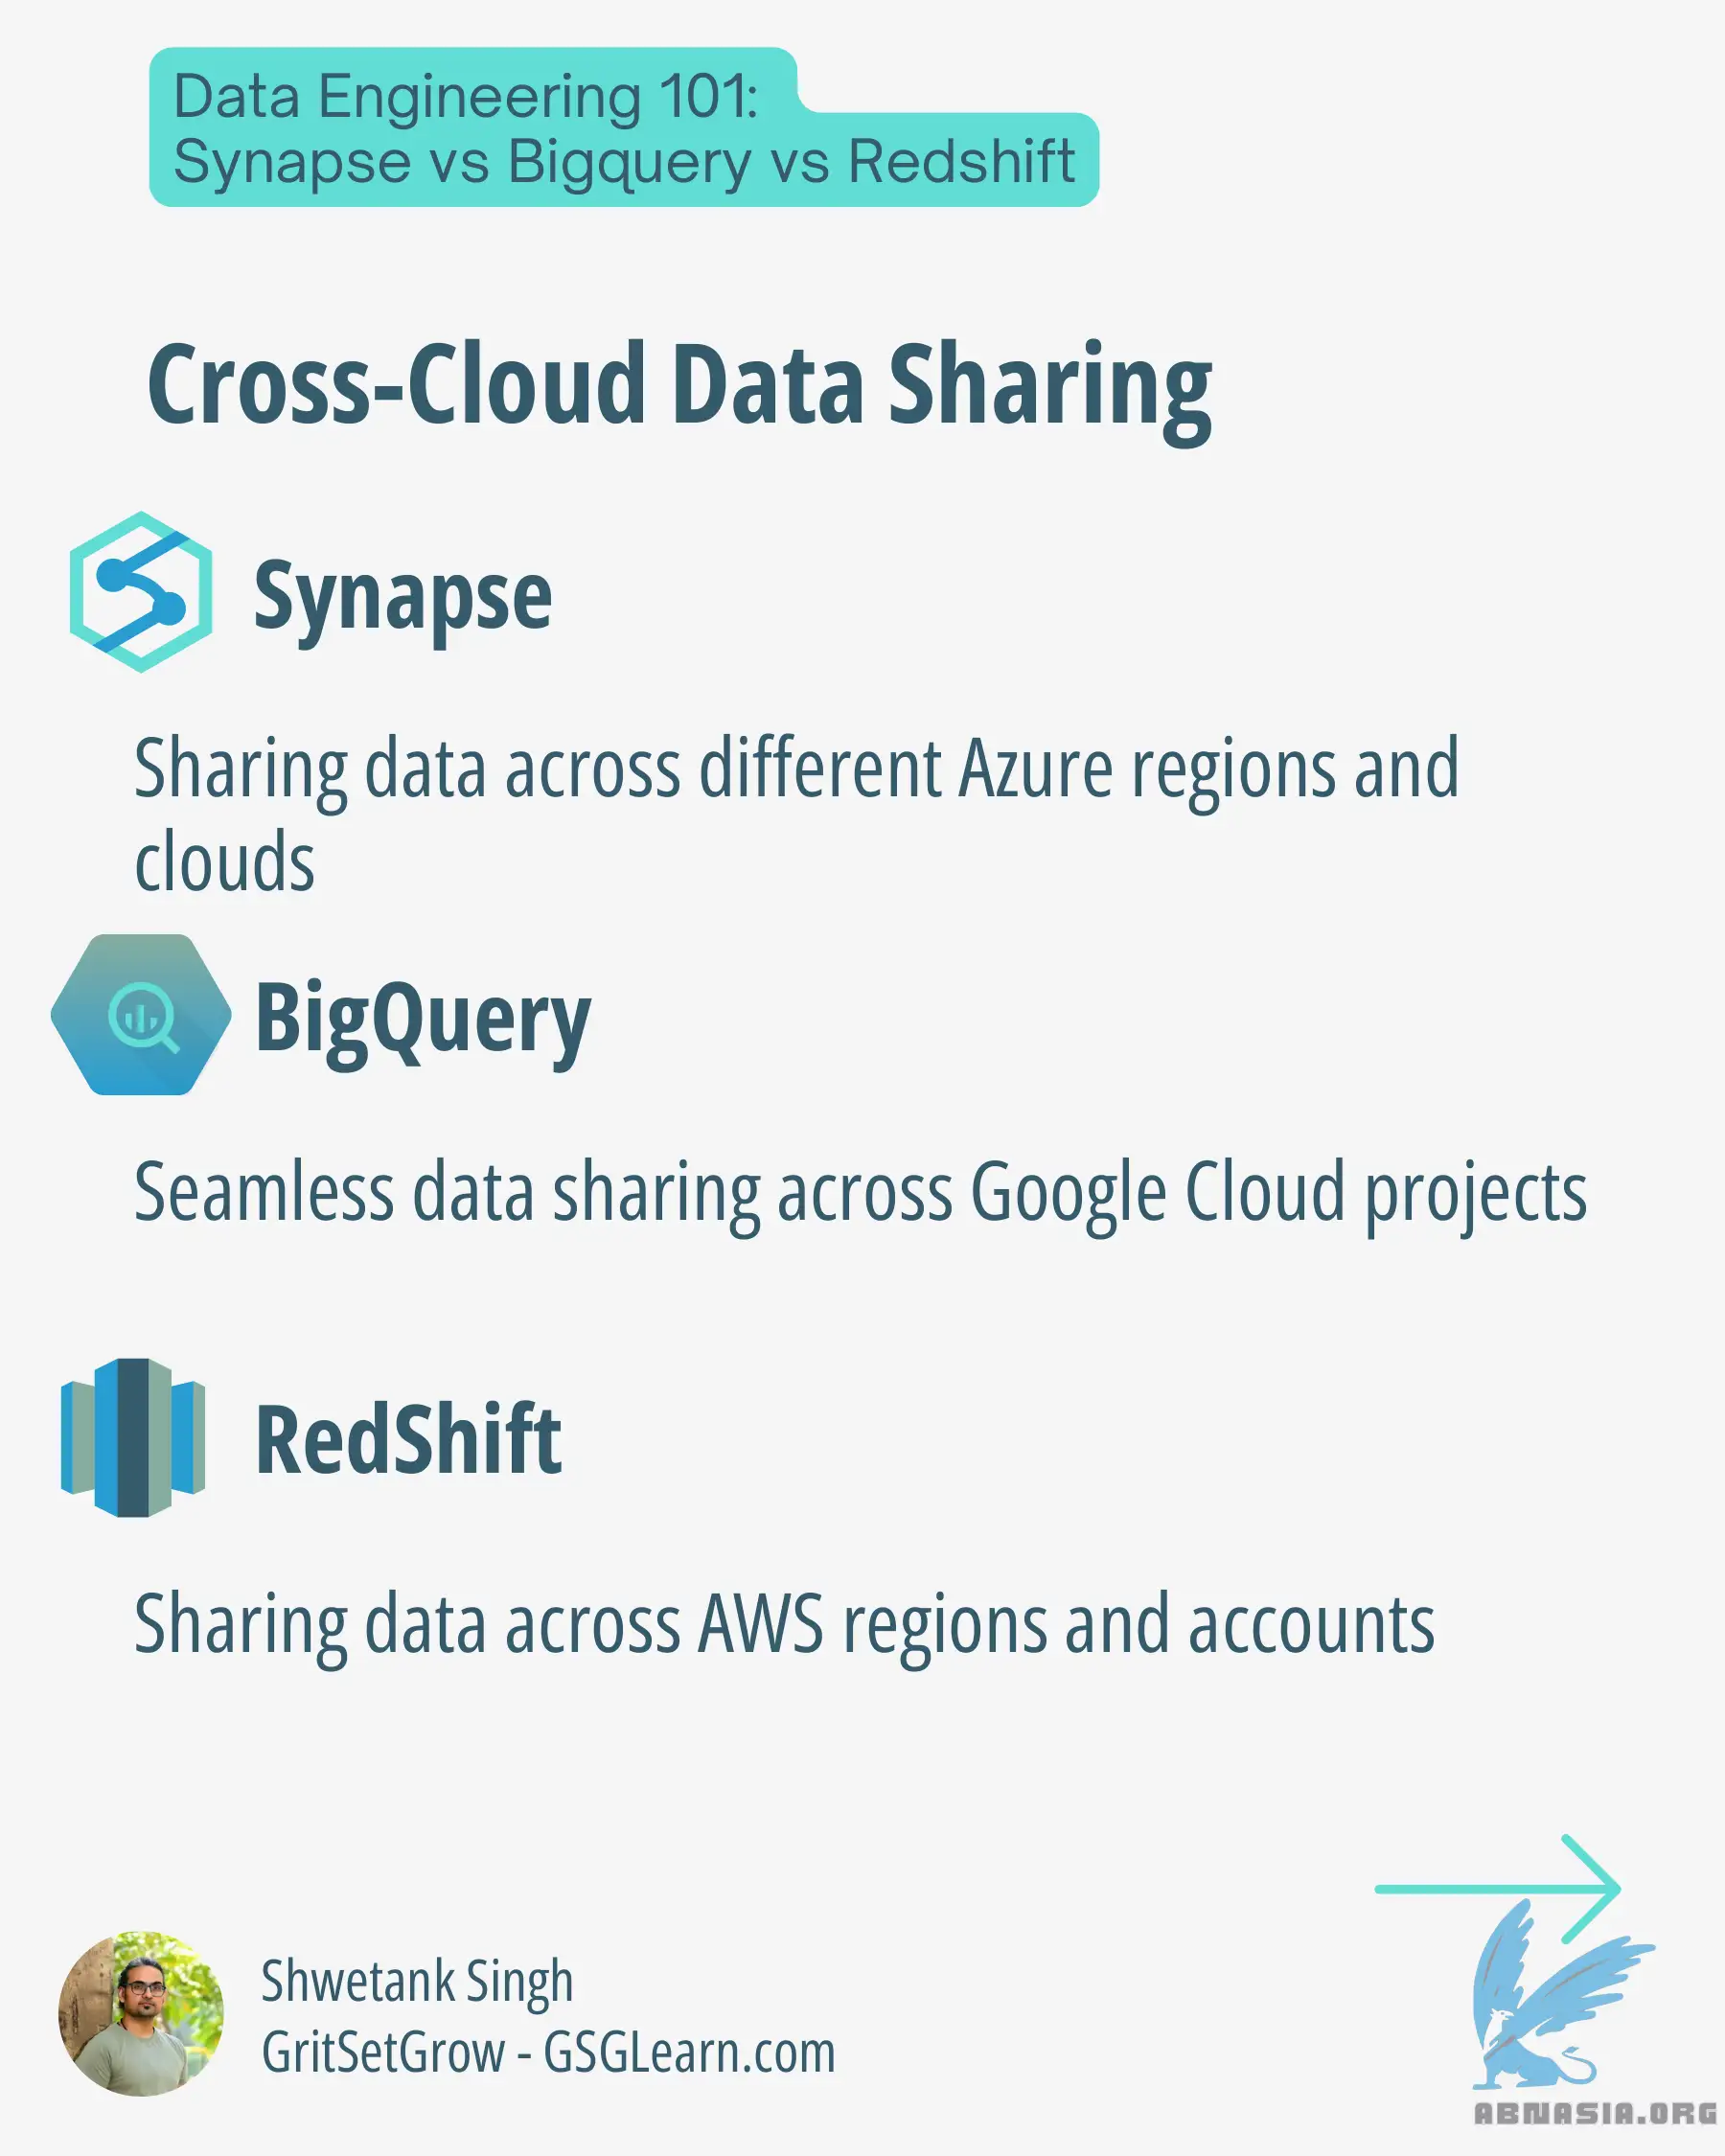 Data Engineering 101:
Synapse vs Bigquery vs Redshift
Cross-Cloud Data Sharing
Synapse
Sharing data across different Azure regions and
clouds
BigQuery
Seamless data sharing across Google Cloud projects
RedShift
Sharing data across AWS regions and accounts
Shwetank Singh
GritSetGrow - GSGLearn.com
ABNASIA.ORG